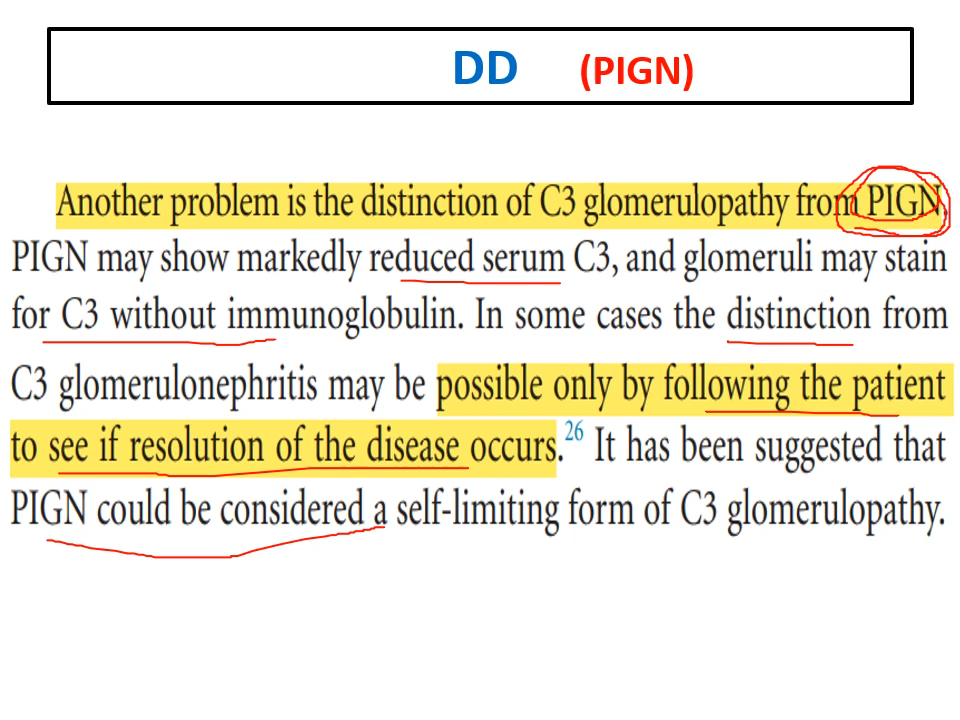 DD (PIGN)
Another problem is the distinction of C3 glomerulopathy from PIGN.
PIGN may show markedly reduced serum C3, and glomeruli may stain
for C3 without immunoglobulin. In some cases the distinction from
C3 glomerulonephritis may be possible only by following the patient
to see if resolution of the disease occurs.26 It has been suggested that
PIGN could be considered a self-limiting form of C3 glomerulopathy.